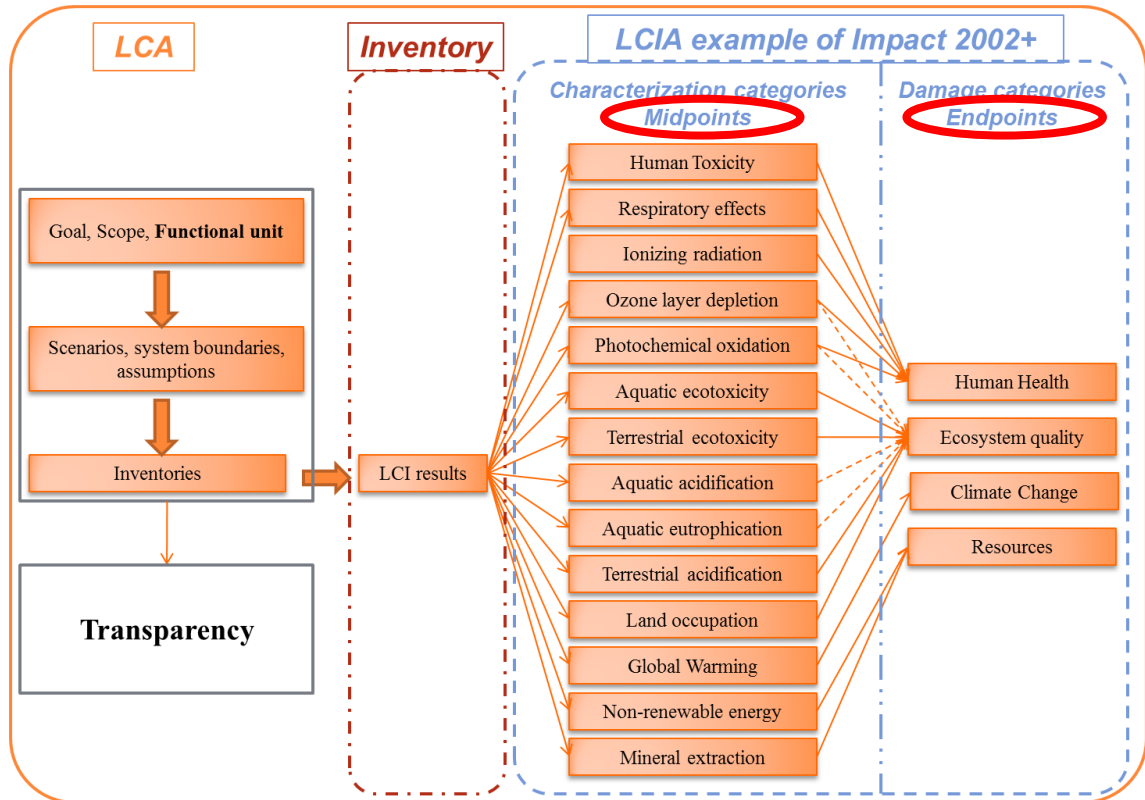 LCA
Inventory
LCIA example of Impact 2002+
Characterization categories
Midpoints
Damage categories
Endpoints
Goal, Scope, Functional unit
Scenarios, system boundaries,
assumptions
Inventories
Transparency
LCI results
Human Toxicity
Respiratory effects
Ionizing radiation
Ozone layer depletion
Photochemical oxidation
Aquatic ecotoxicity
Terrestrial ecotoxicity
Aquatic acidification
Aquatic eutrophication
Terrestrial acidification
Land occupation
Global Warming
Non-renewable energy
Mineral extraction
Human Health
Ecosystem quality
Climate Change
Resources